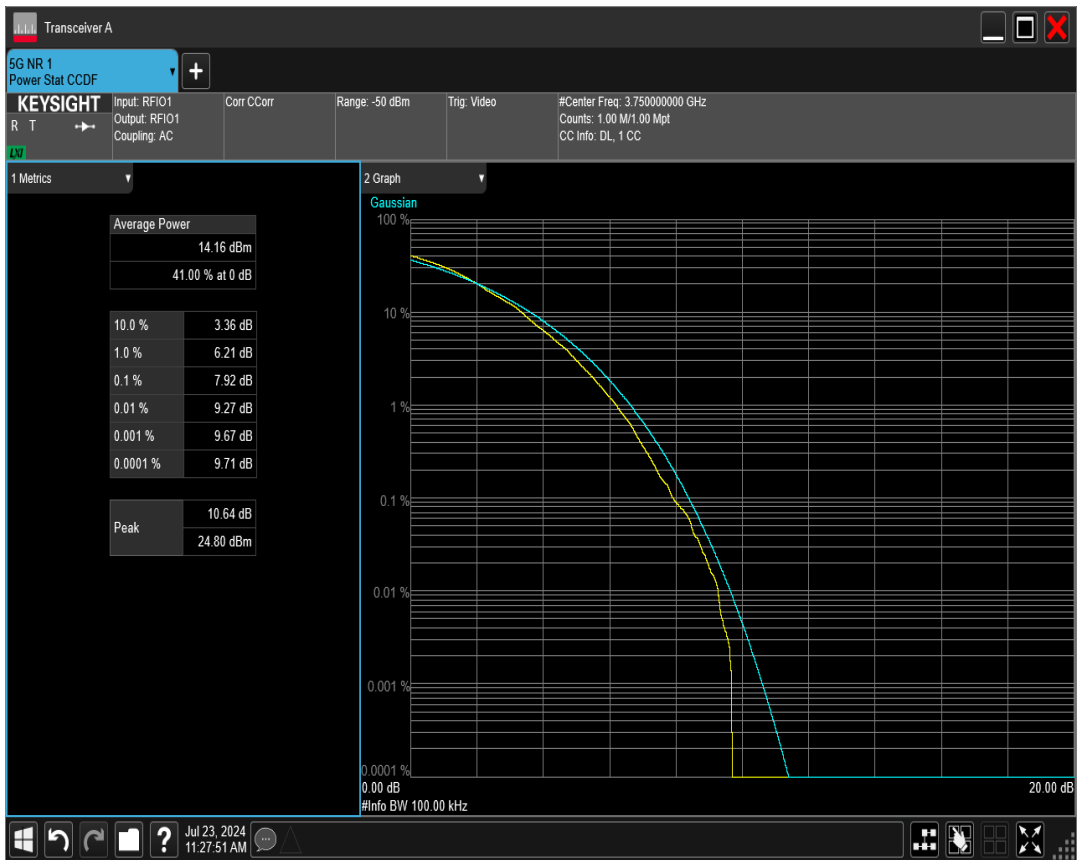 Transceiver A
5G NR 1
Power Stat CCDF
KEYSIGHT
R T
LXI
Input: RFIO1
Output: RFIO1
Coupling: AC
Corr CCorr
Range: -50 dBm
Trig: Video
#Center Freq: 3.750000000 GHz
Counts: 1.00 M/1.00 Mpt
CC Info: DL, 1 CC
1 Metrics
Average Power
14.16 dBm
41.00 % at 0 dB
10.0 % 3.36 dB
1.0 % 6.21 dB
0.1 % 7.92 dB
0.01 % 9.27 dB
0.001 % 9.67 dB
0.0001 % 9.71 dB
Peak
10.64 dB
24.80 dBm
2 Graph
Gaussian
100 %
10 %
1 %
0.1 %
0.01 %
0.001 %
0.0001 %
0.00 dB 20.00 dB
#Info BW 100.00 kHz
?
Jul 23, 2024
11:27:51 AM